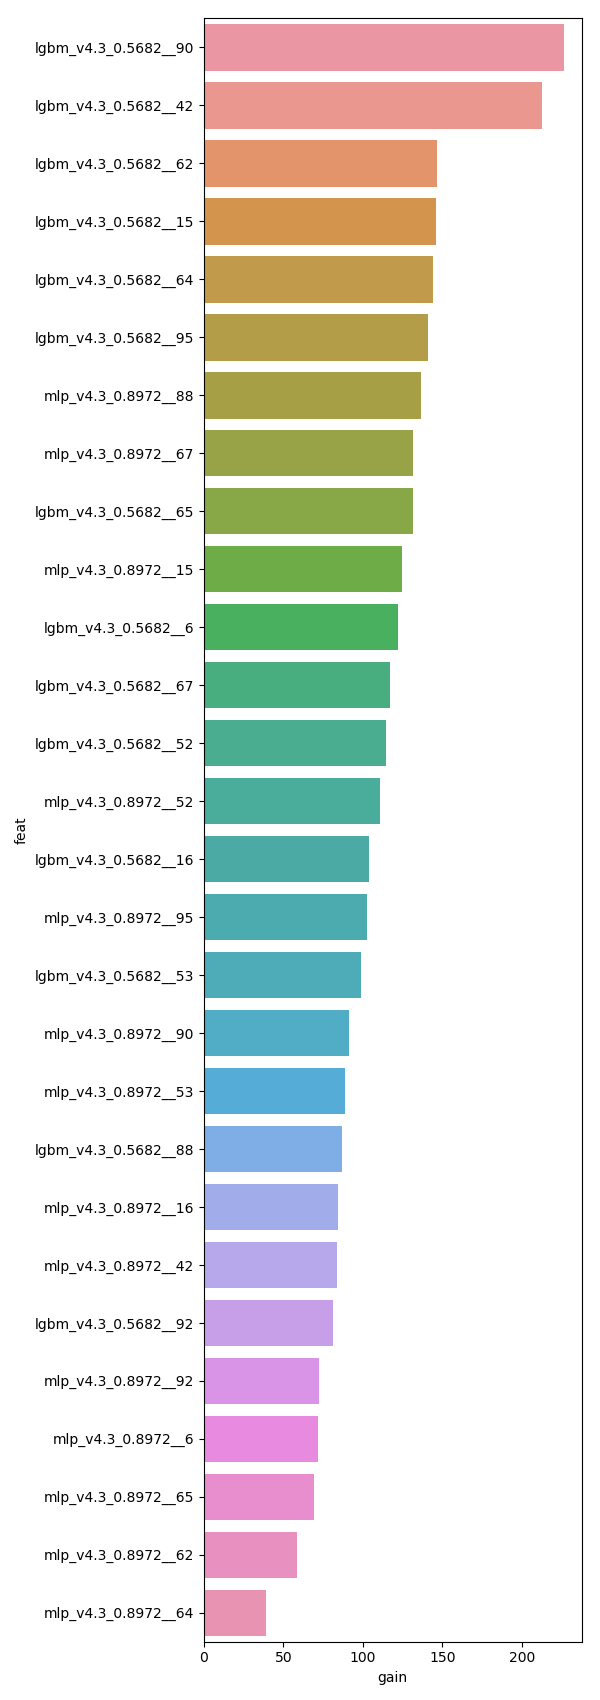 lgbm_v4.3_0.5682__90
lgbm_v4.3_0.5682__42
lgbm_v4.3_0.5682__62
lgbm_v4.3_0.5682__15
lgbm_v4.3_0.5682__64
lgbm_v4.3_0.5682__95
mlp_v4.3_0.8972__88
mlp_v4.3_0.8972__67
lgbm_v4.3_0.5682__65
mlp_v4.3_0.8972__15
lgbm_v4.3_0.5682__6
lgbm_v4.3_0.5682__67
lgbm_v4.3_0.5682__52
mlp_v4.3_0.8972__52
feat
lgbm_v4.3_0.5682__16
mlp_v4.3_0.8972__95
lgbm_v4.3_0.5682__53
mlp_v4.3_0.8972__90
mlp_v4.3_0.8972__53
lgbm_v4.3_0.5682__88
mlp_v4.3_0.8972__16
mlp_v4.3_0.8972__42
lgbm_v4.3_0.5682__92
mlp_v4.3_0.8972__92
mlp_v4.3_0.8972__6
mlp_v4.3_0.8972__65
mlp_v4.3_0.8972__62
mlp_v4.3_0.8972__64
0 50 100 150 200
gain